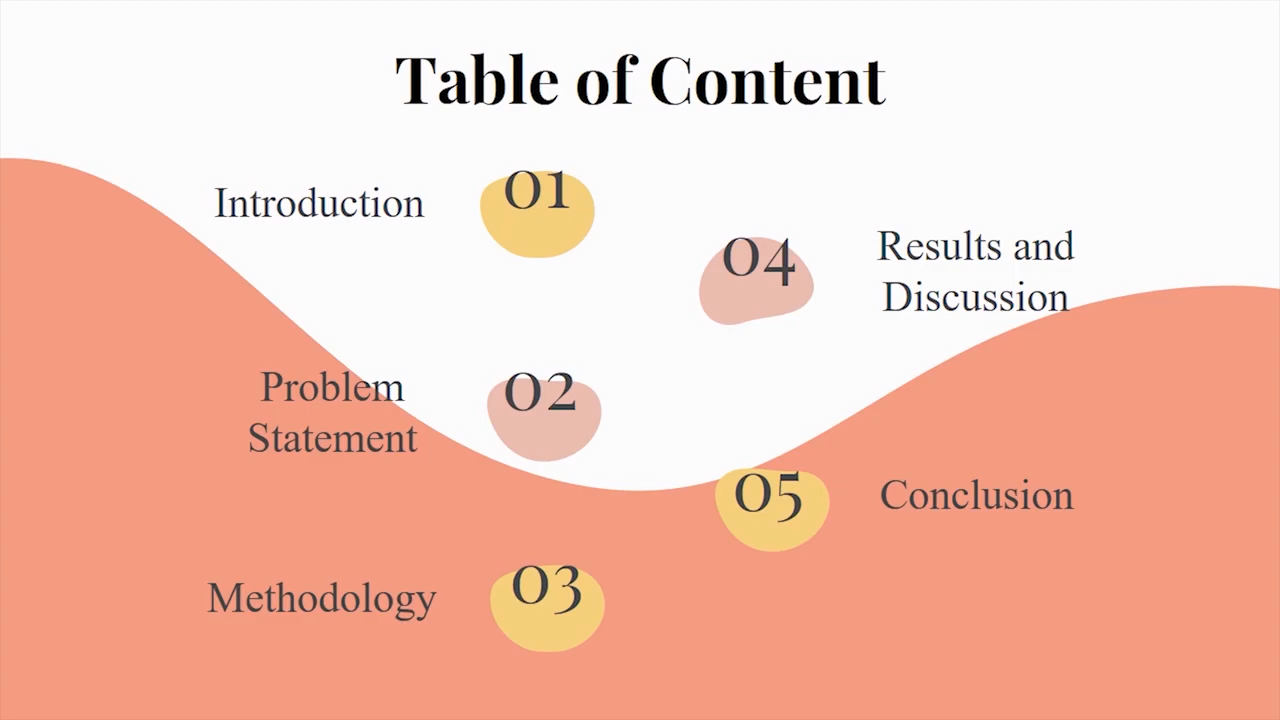 Table of Content
Introduction
01
Problem
Statement
02
Methodology
03
04
Results and
Discussion
05
Conclusion